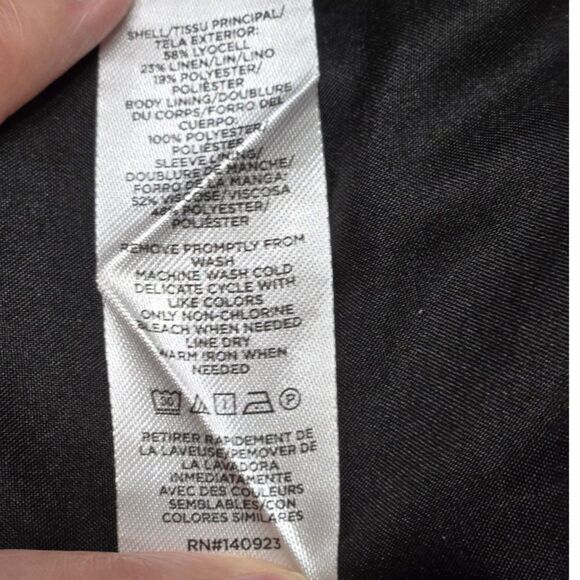 SHELL/TISSU PRINCIPAL/
TELA EXTERIOR:
58% LYOCELL
23% LINEN/LIN/LINO
19% POLYESTER/
POLIÉSTER
BODY LINING/DOUBLURE
DU CORPS/FORRO DEL
CUERPO:
100% POLYESTER/
POLIÉSTER
SLEEVE LINING/
DOUBLURE DE MANCHE/
FORRO DE LA MANGA:
52% VISCOSE/VISCOSA
48% POLYESTER/
POLIÉSTER
REMOVE PROMPTLY FROM
WASH
MACHINE WASH COLD
DELICATE CYCLE WITH
LIKE COLORS
ONLY NON-CHLORINE
BLEACH WHEN NEEDED
LINE DRY
WARM IRON WHEN
NEEDED
30 P
RETIRER RAPIDEMENT DE
LA LAVEUSE/REMOVER DE
LA LAVADORA
INMEDIATAMENTE
AVEC DES COULEURS
SEMBLABLES/CON
COLORES SIMILARES
RN#140923